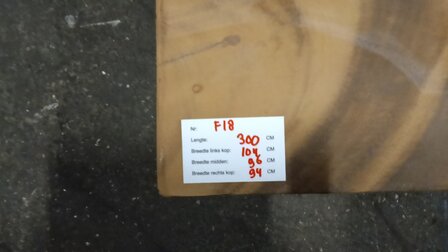 Nr: F18
Lengte: 300 CM
Breedte links kop: 104 CM
Breedte midden: 96 CM
Breedte rechts kop: 94 CM